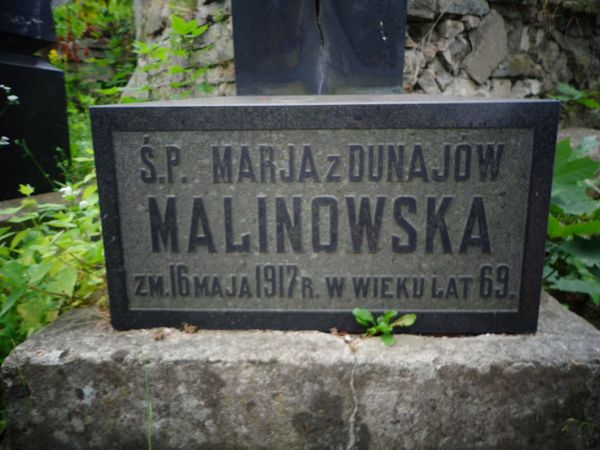 Ś.P. MARJA Z DUNAJÓW
MALINOWSKA
ZM. 16 MAJA 1917 R. W WIEKU LAT 69.